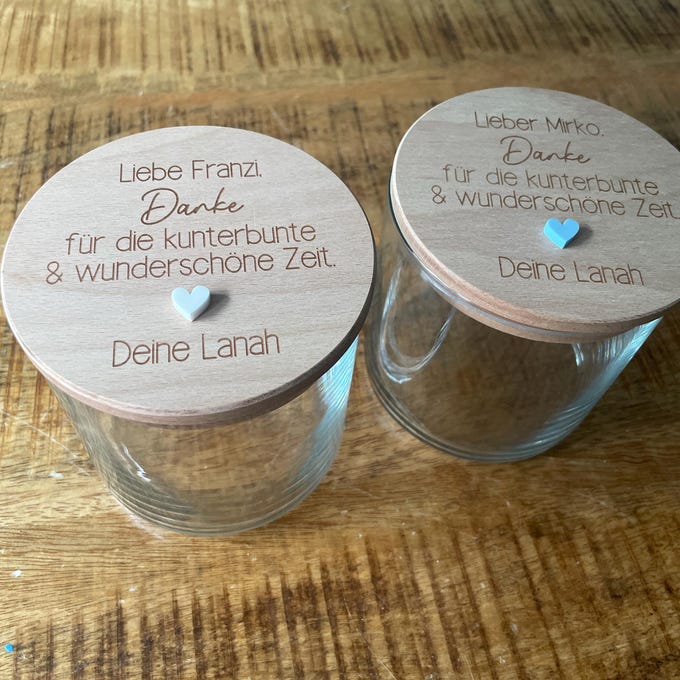 Liebe Franzi,
Danke
für die kunterbunte
& wunderschöne Zeit.
Deine Lanah
Lieber Mirko,
Danke
für die kunterbunte
& wunderschöne Zeit.
Deine Lanah